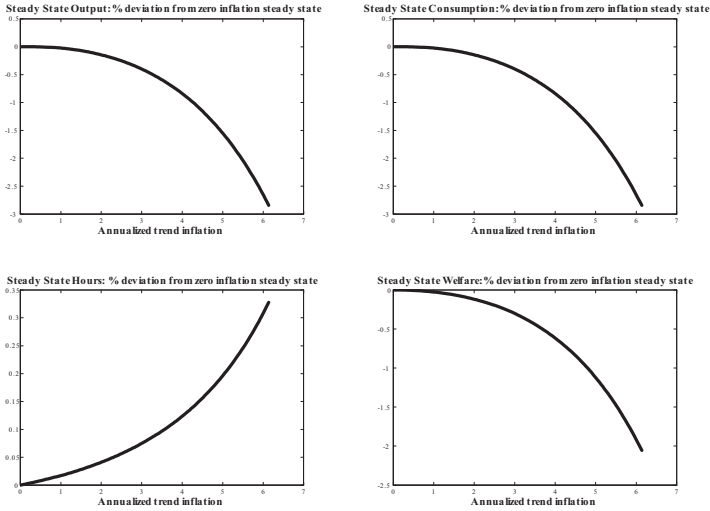 Steady State Output: % deviation from zero inflation steady state
0.5
0
-0.5
-1
-1.5
-2
-2.5
-3
0 1 2 3 4 5 6 7
Annualized trend inflation
Steady State Consumption: % deviation from zero inflation steady state
0.5
0
-0.5
-1
-1.5
-2
-2.5
-3
0 1 2 3 4 5 6 7
Annualized trend inflation
Steady State Hours: % deviation from zero inflation steady state
0.35
0.3
0.25
0.2
0.15
0.1
0.05
0
0 1 2 3 4 5 6 7
Annualized trend inflation
Steady State Welfare: % deviation from zero inflation steady state
0
-0.5
-1
-1.5
-2
-2.5
0 1 2 3 4 5 6 7
Annualized trend inflation